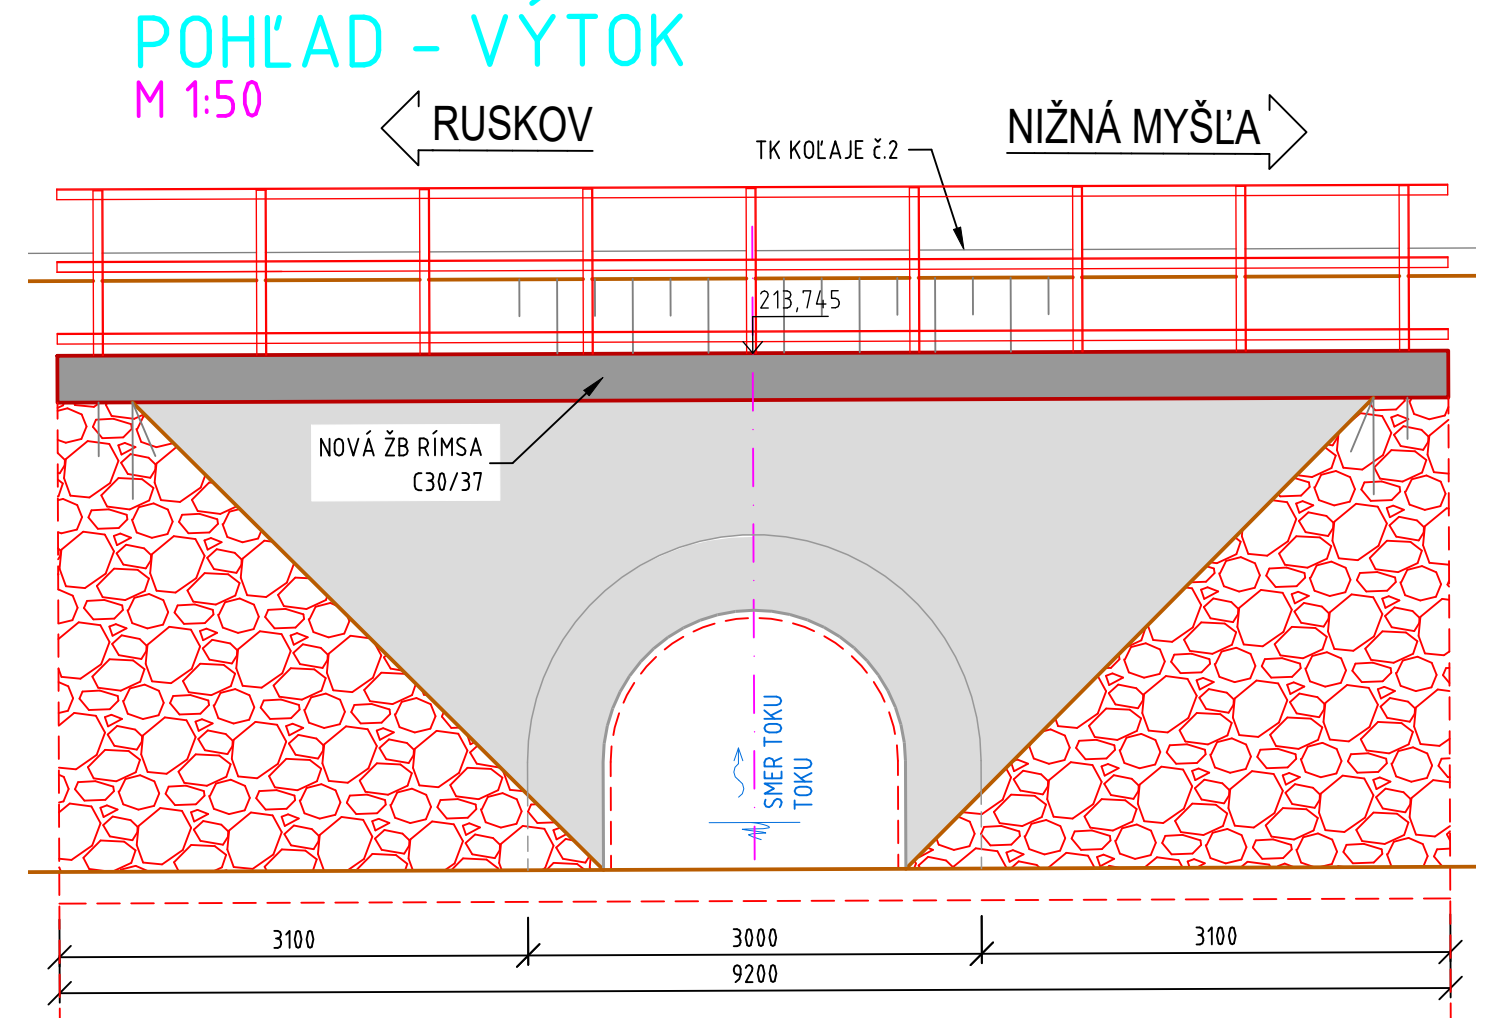 POHĽAD - VÝTOK
M 1:50
RUSKOV
NIŽNÁ MYŠĽA
TK KOĽAJE č.2
213,745
NOVÁ ŽB RÍMSA
C30/37
SMER TOKU
TOKU
3100
3000
3100
9200